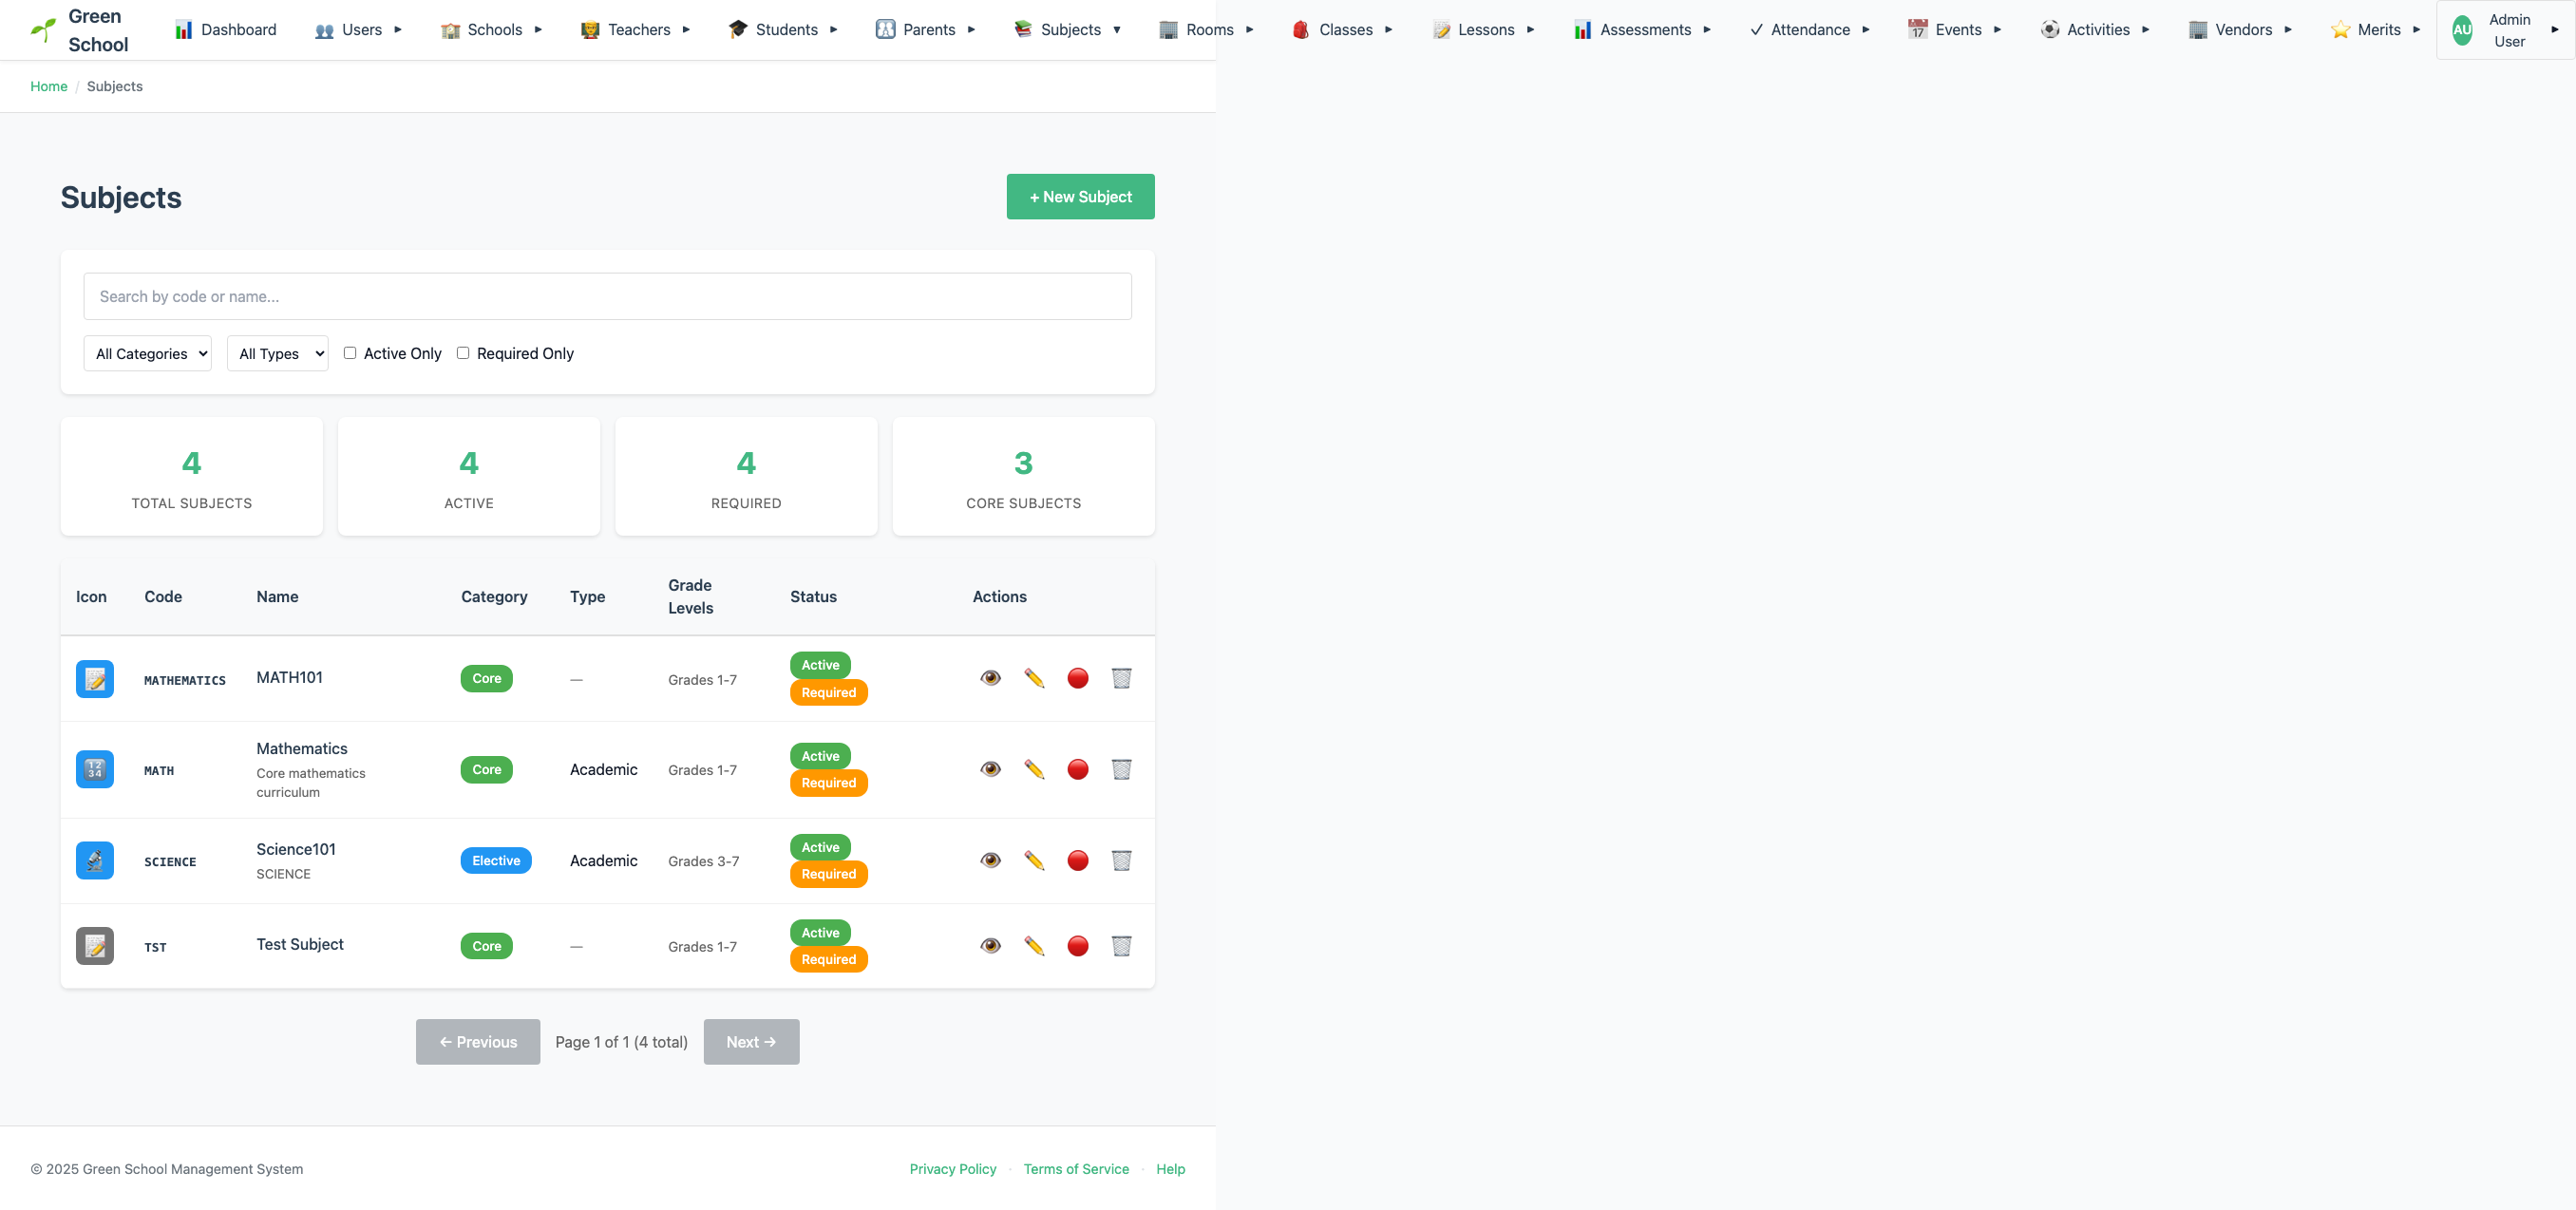 Green School
Dashboard
Users
Schools
Teachers
Students
Parents
Subjects
Rooms
Classes
Lessons
Assessments
Attendance
Events
Activities
Vendors
Merits
AU
Admin User
Home / Subjects
Subjects
+ New Subject
Search by code or name...
All Categories
All Types
Active Only
Required Only
4
TOTAL SUBJECTS
4
ACTIVE
4
REQUIRED
3
CORE SUBJECTS
Icon Code Name Category Type Grade Levels Status Actions
MATHEMATICS MATH101 Core — Grades 1-7 Active Required
MATH Mathematics Core mathematics curriculum Core Academic Grades 1-7 Active Required
SCIENCE Science101 SCIENCE Elective Academic Grades 3-7 Active Required
TST Test Subject Core — Grades 1-7 Active Required
← Previous Page 1 of 1 (4 total) Next →
© 2025 Green School Management System
Privacy Policy · Terms of Service · Help